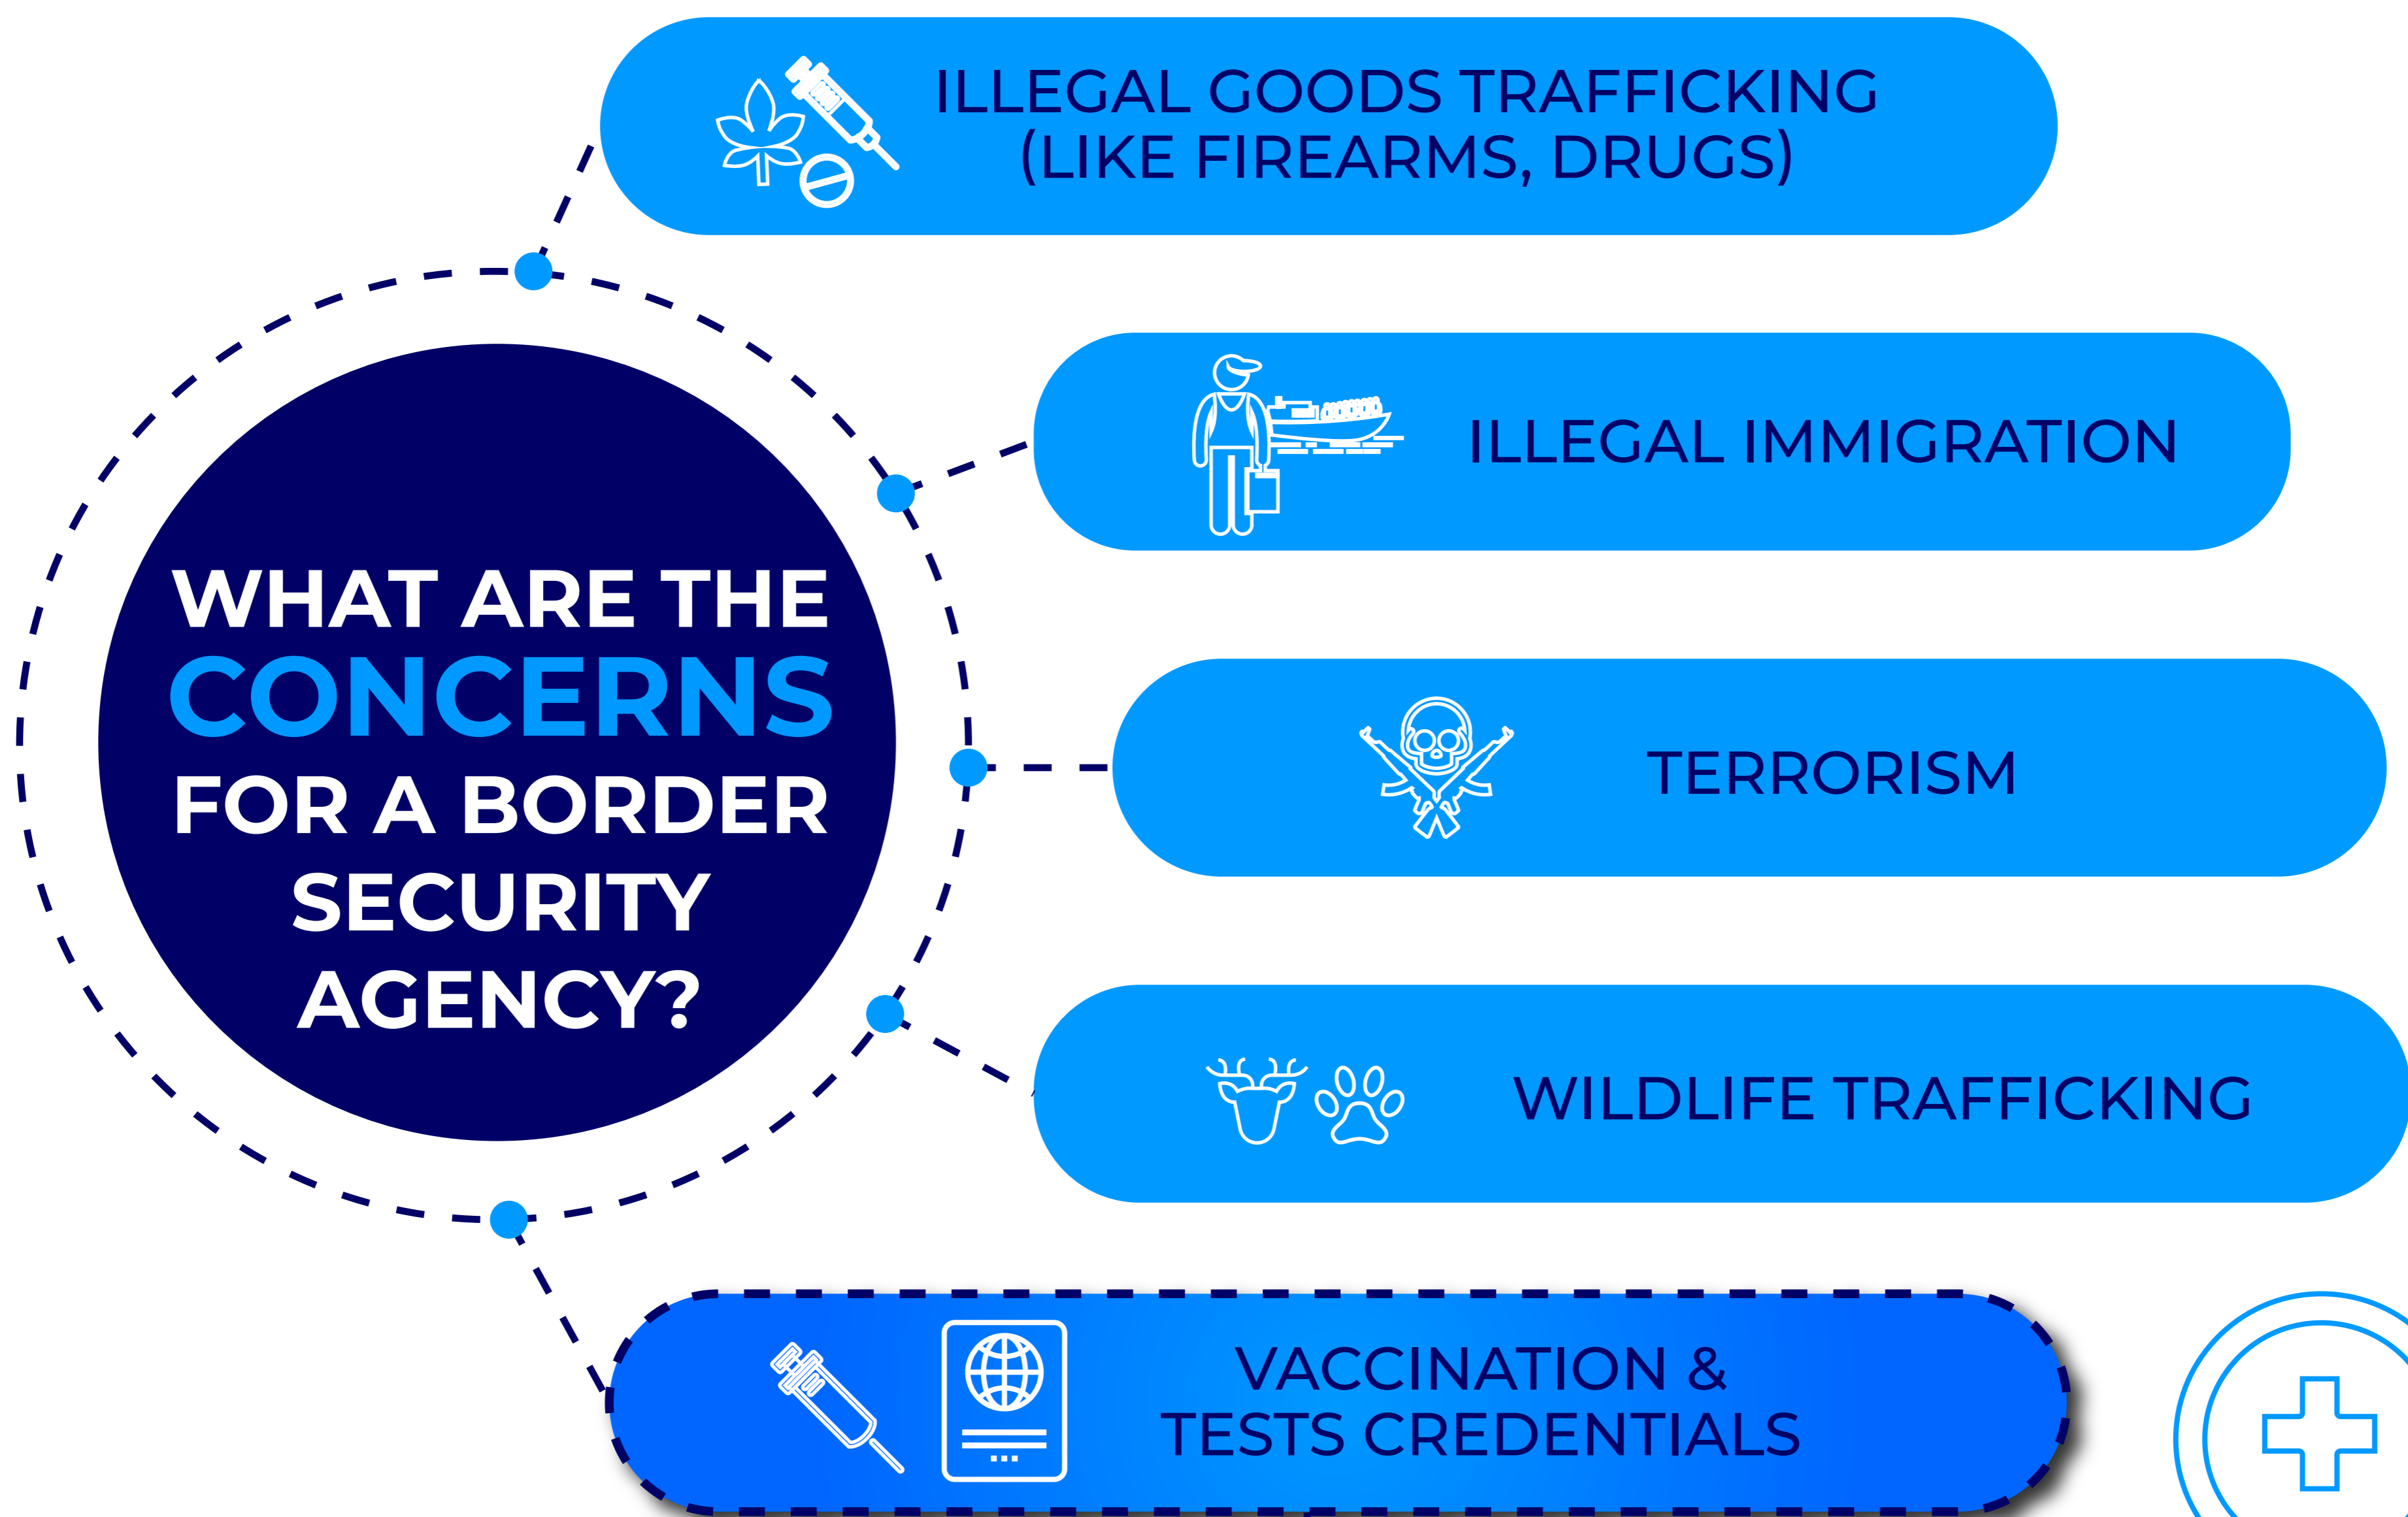 WHAT ARE THE
CONCERNS
FOR A BORDER
SECURITY
AGENCY?
ILLEGAL GOODS TRAFFICKING
(LIKE FIREARMS, DRUGS)
ILLEGAL IMMIGRATION
TERRORISM
WILDLIFE TRAFFICKING
VACCINATION &
TESTS CREDENTIALS